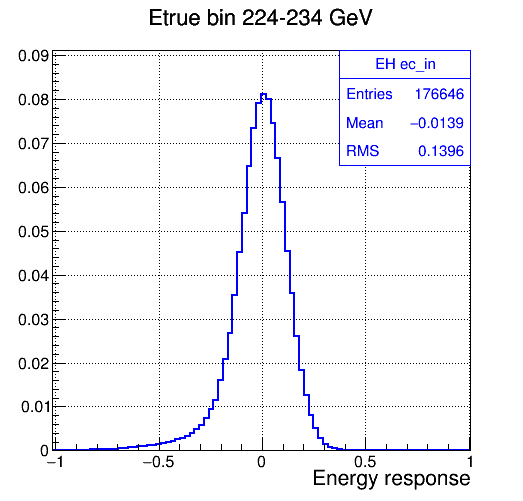 Etrue bin 224-234 GeV
EH ec_in
Entries 176646
Mean −0.0139
RMS 0.1396
0.09
0.08
0.07
0.06
0.05
0.04
0.03
0.02
0.01
0
−1 −0.5 0 0.5 1
Energy response